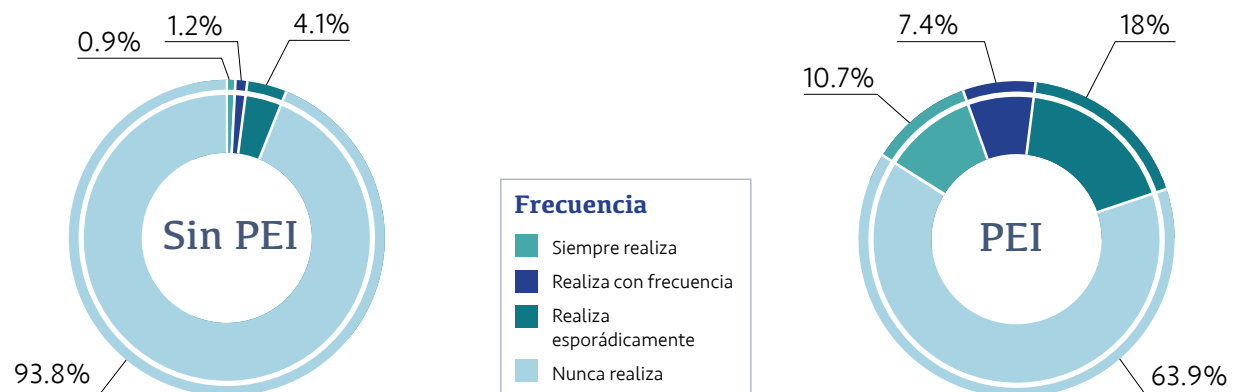 0.9%
1.2%
4.1%
Sin PEI
93.8%
Frecuencia
Siempre realiza
Realiza con frecuencia
Realiza
esporádicamente
Nunca realiza
7.4%
18%
10.7%
PEI
63.9%